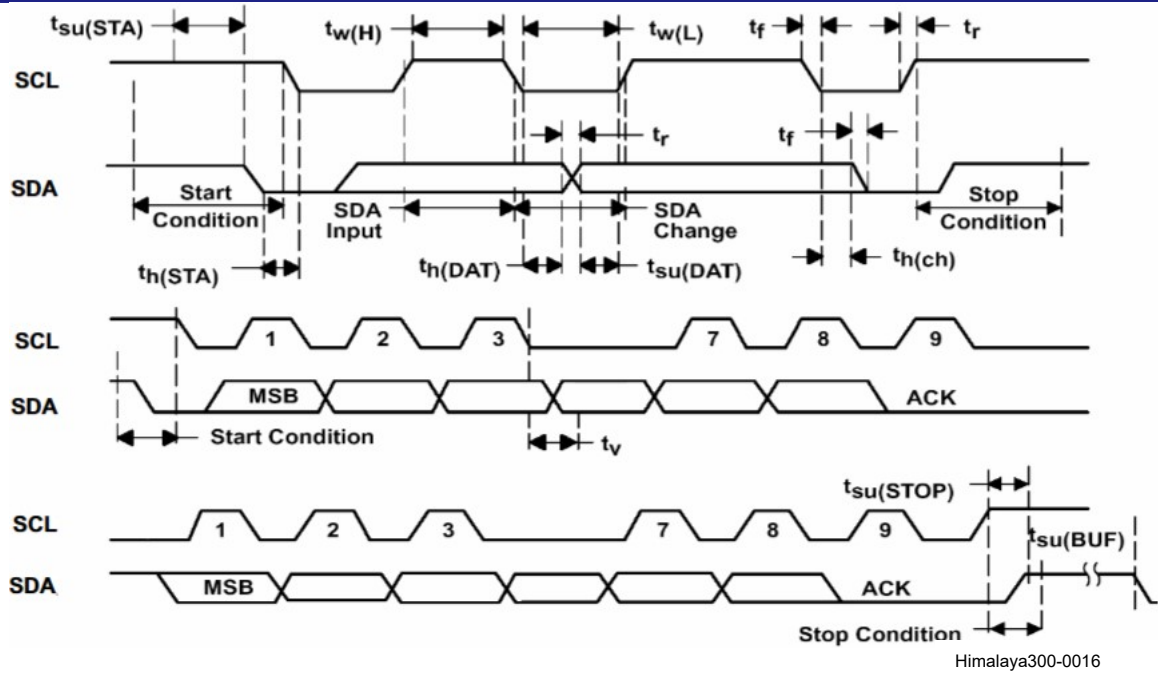 tsu(STA)
tw(H)
tw(L)
tf
tr
SCL
tr
tf
SDA
Start
Condition
SDA
Input
SDA
Change
Stop
Condition
th(STA)
th(DAT)
tsu(DAT)
th(ch)
SCL
1
2
3
7
8
9
SDA
MSB
ACK
Start Condition
tv
tsu(STOP)
SCL
1
2
3
7
8
9
tsu(BUF)
SDA
MSB
ACK
Stop Condition
Himalaya300-0016